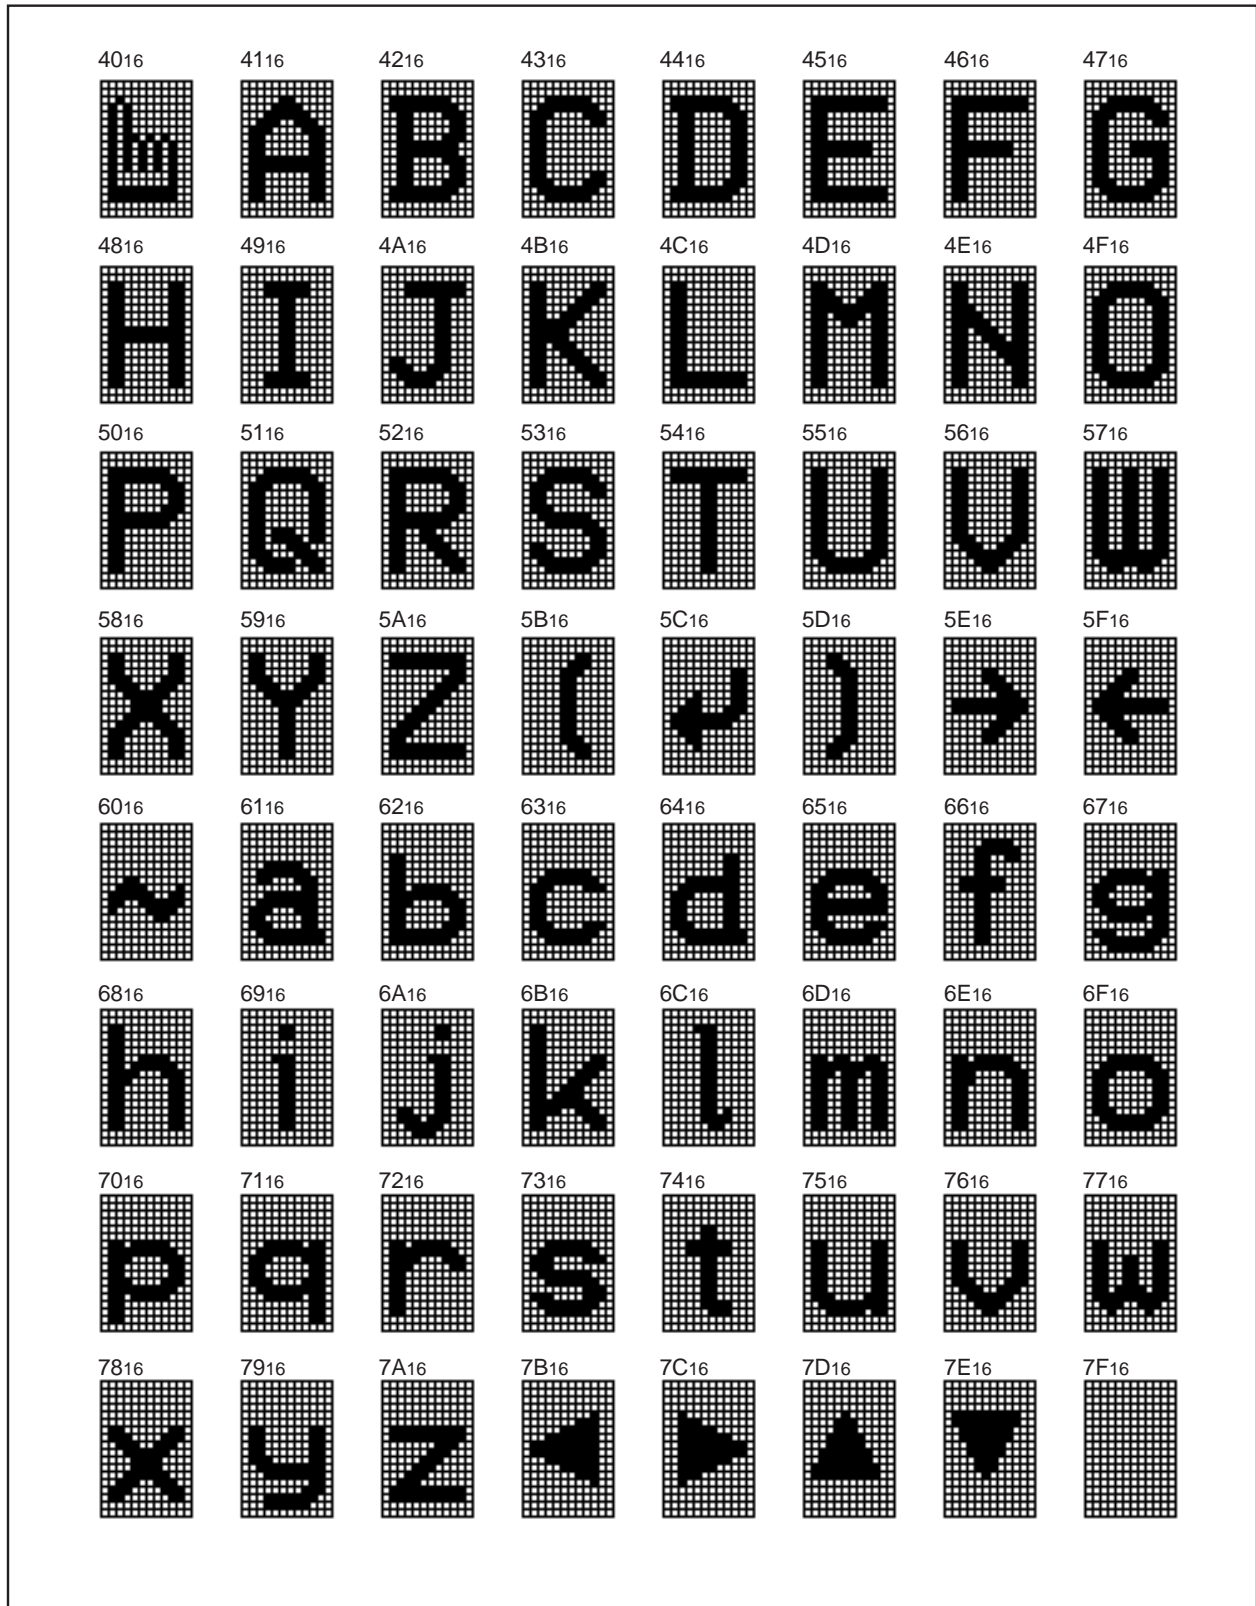 40₁₆ 41₁₆ 42₁₆ 43₁₆ 44₁₆ 45₁₆ 46₁₆ 47₁₆
A B C D E F G
48₁₆ 49₁₆ 4A₁₆ 4B₁₆ 4C₁₆ 4D₁₆ 4E₁₆ 4F₁₆
H I J K L M N O
50₁₆ 51₁₆ 52₁₆ 53₁₆ 54₁₆ 55₁₆ 56₁₆ 57₁₆
P Q R S T U V W
58₁₆ 59₁₆ 5A₁₆ 5B₁₆ 5C₁₆ 5D₁₆ 5E₁₆ 5F₁₆
X Y Z ( ↲ ) → ←
60₁₆ 61₁₆ 62₁₆ 63₁₆ 64₁₆ 65₁₆ 66₁₆ 67₁₆
~ a b c d e f g
68₁₆ 69₁₆ 6A₁₆ 6B₁₆ 6C₁₆ 6D₁₆ 6E₁₆ 6F₁₆
h i j k l m n o
70₁₆ 71₁₆ 72₁₆ 73₁₆ 74₁₆ 75₁₆ 76₁₆ 77₁₆
p q r s t u v w
78₁₆ 79₁₆ 7A₁₆ 7B₁₆ 7C₁₆ 7D₁₆ 7E₁₆ 7F₁₆
x y z ◀ ▶ ▲ ▼